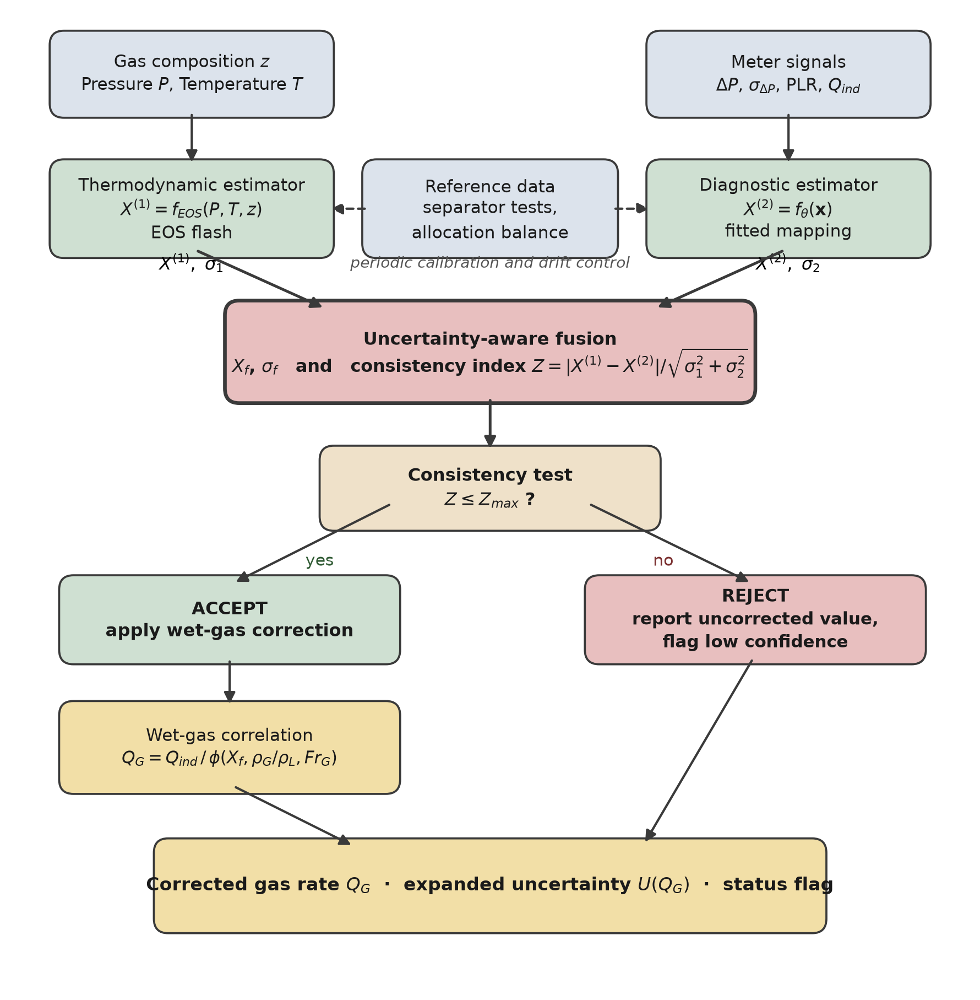 Gas composition z
Pressure P, Temperature T
Meter signals
ΔP, σ_ΔP, PLR, Q_ind
Thermodynamic estimator
X^(1) = f_EOS(P, T, z)
EOS flash
Reference data
separator tests,
allocation balance
Diagnostic estimator
X^(2) = f_θ(x)
fitted mapping
X^(1), σ_1
periodic calibration and drift control
X^(2), σ_2
Uncertainty-aware fusion
X_f, σ_f and consistency index Z = |X^(1) − X^(2)|/√(σ_1^2 + σ_2^2)
Consistency test
Z ≤ Z_max ?
yes
no
ACCEPT
apply wet-gas correction
REJECT
report uncorrected value,
flag low confidence
Wet-gas correlation
Q_G = Q_ind / ϕ(X_f, ρ_G/ρ_L, Fr_G)
Corrected gas rate Q_G · expanded uncertainty U(Q_G) · status flag